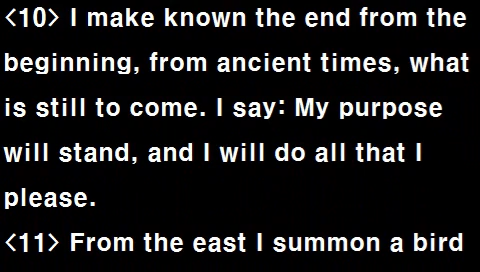 <10> I make known the end from the
beginning, from ancient times, what
is still to come. I say: My purpose
will stand, and I will do all that I
please.
<11> From the east I summon a bird